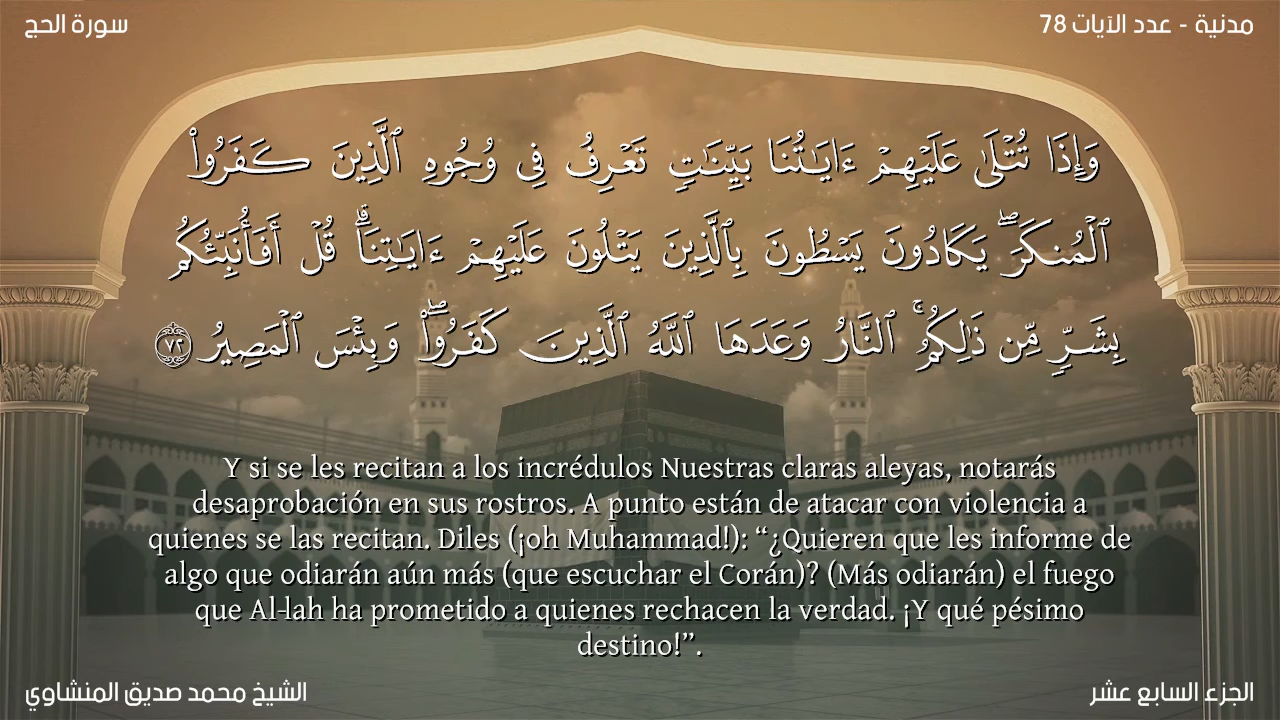 سورة الحج
مدنية - عدد الآيات 78
وَإِذَا تُتْلَىٰ عَلَيْهِمْ ءَايَـٰتُنَا بَيِّنَـٰتٍ تَعْرِفُ فِى وُجُوهِ ٱلَّذِينَ كَفَرُوا۟
ٱلْمُنكَرَ ۖ يَكَادُونَ يَسْطُونَ بِٱلَّذِينَ يَتْلُونَ عَلَيْهِمْ ءَايَـٰتِنَا ۗ قُلْ أَفَأُنَبِّئُكُم
بِشَرٍّ مِّن ذَٰلِكُمُ ۚ ٱلنَّارُ وَعَدَهَا ٱللَّهُ ٱلَّذِينَ كَفَرُوا۟ ۖ وَبِئْسَ ٱلْمَصِيرُ ٧٢
Y si se les recitan a los incrédulos Nuestras claras aleyas, notarás
desaprobación en sus rostros. A punto están de atacar con violencia a
quienes se las recitan. Diles (¡oh Muhammad!): “¿Quieren que les informe de
algo que odiarán aún más (que escuchar el Corán)? (Más odiarán) el fuego
que Al-lah ha prometido a quienes rechacen la verdad. ¡Y qué pésimo
destino!”.
الشيخ محمد صديق المنشاوي
الجزء السابع عشر